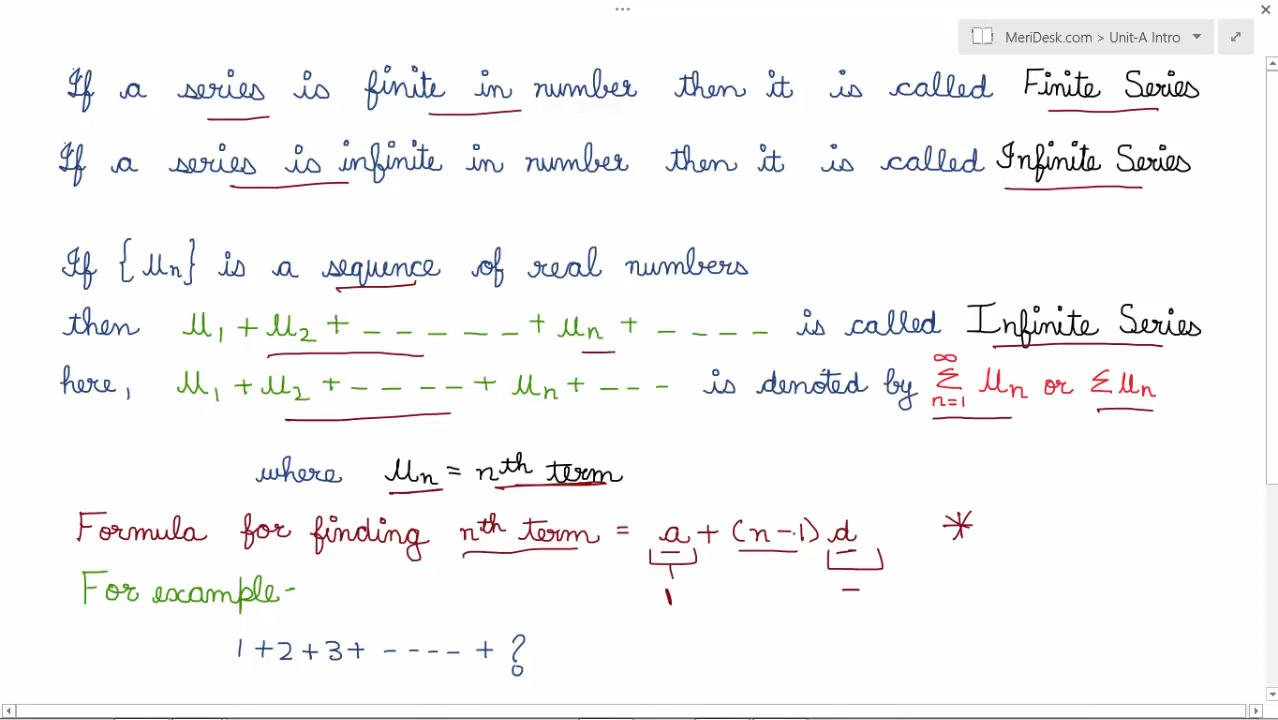 MeriDesk.com > Unit-A Intro
If a series is finite in number then it is called Finite Series
If a series is infinite in number then it is called Infinite Series
If {un} is a sequence of real numbers
then u1 + u2 + ------ + un + ---- is called Infinite Series
here, u1 + u2 + ---- + un + --- is denoted by ∞Σn=1 un or Σun
where un = nth term
Formula for finding nth term = a + (n-1) d *
1 -
For example-
1 + 2 + 3 + ---- + ?